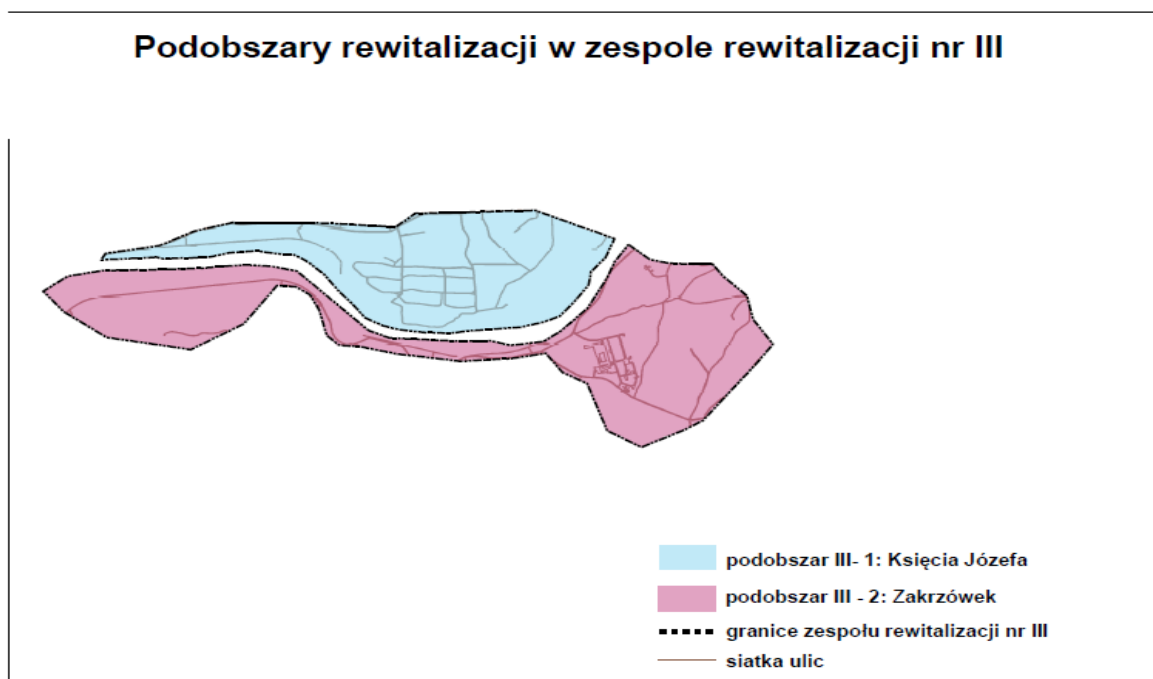 Podobszary rewitalizacji w zespole rewitalizacji nr III
podobszar III- 1: Księcia Józefa
podobszar III - 2: Zakrzówek
granice zespołu rewitalizacji nr III
siatka ulic